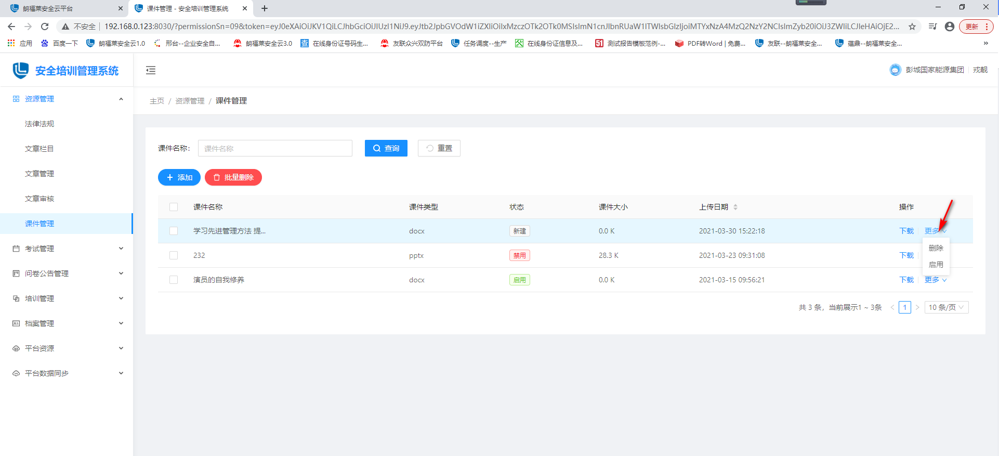 朗福莱安全云平台
课件管理 - 安全培训管理系统
不安全
192.168.0.123:8030/?permissionSn=09&token=eyJ0eXAiOiJKV1QiLCJhbGciOiJIUzI1NiJ9.eyJtb2JpbGVOdW1iZXIiOiIxMzczOTk2OTk0MSIsImN1cnJlbnRUaW1lTWlsbGlzIjoiMTYxNzA4MzQ2NzY2NCIsImZyb20iOiJ3ZWIiLCJleHAiOjE2...
更新
应用
百度一下
朗福莱安全云1.0
邢台--企业安全自...
朗福莱安全云3.0
查
在线身份证号码生...
友联众兴双防平台
任务调度--生产
在线身份证信息及...
51
测试报告模板范例-...
PDF转Word | 免费...
友联--朗福莱安全...
蕴鼎--朗福莱安全...
»
安全培训管理系统
彭城国家能源集团
戎靓
资源管理
法律法规
文章栏目
文章管理
文章审核
课件管理
考试管理
问卷公告管理
培训管理
档案管理
平台资源
平台数据同步
主页 / 资源管理 / 课件管理
课件名称:
课件名称
查询
重置
添加
批量删除
课件名称 课件类型 状态 课件大小 上传日期 操作
学习先进管理方法 提... docx 新建 0.0 K 2021-03-30 15:22:18 下载 更多
232 pptx 禁用 28.3 K 2021-03-23 09:31:08 下载
演员的自我修养 docx 启用 0.0 K 2021-03-15 09:56:21 下载 更多
删除
启用
共 3 条，当前展示1 ~ 3条 < 1 > 10 条/页